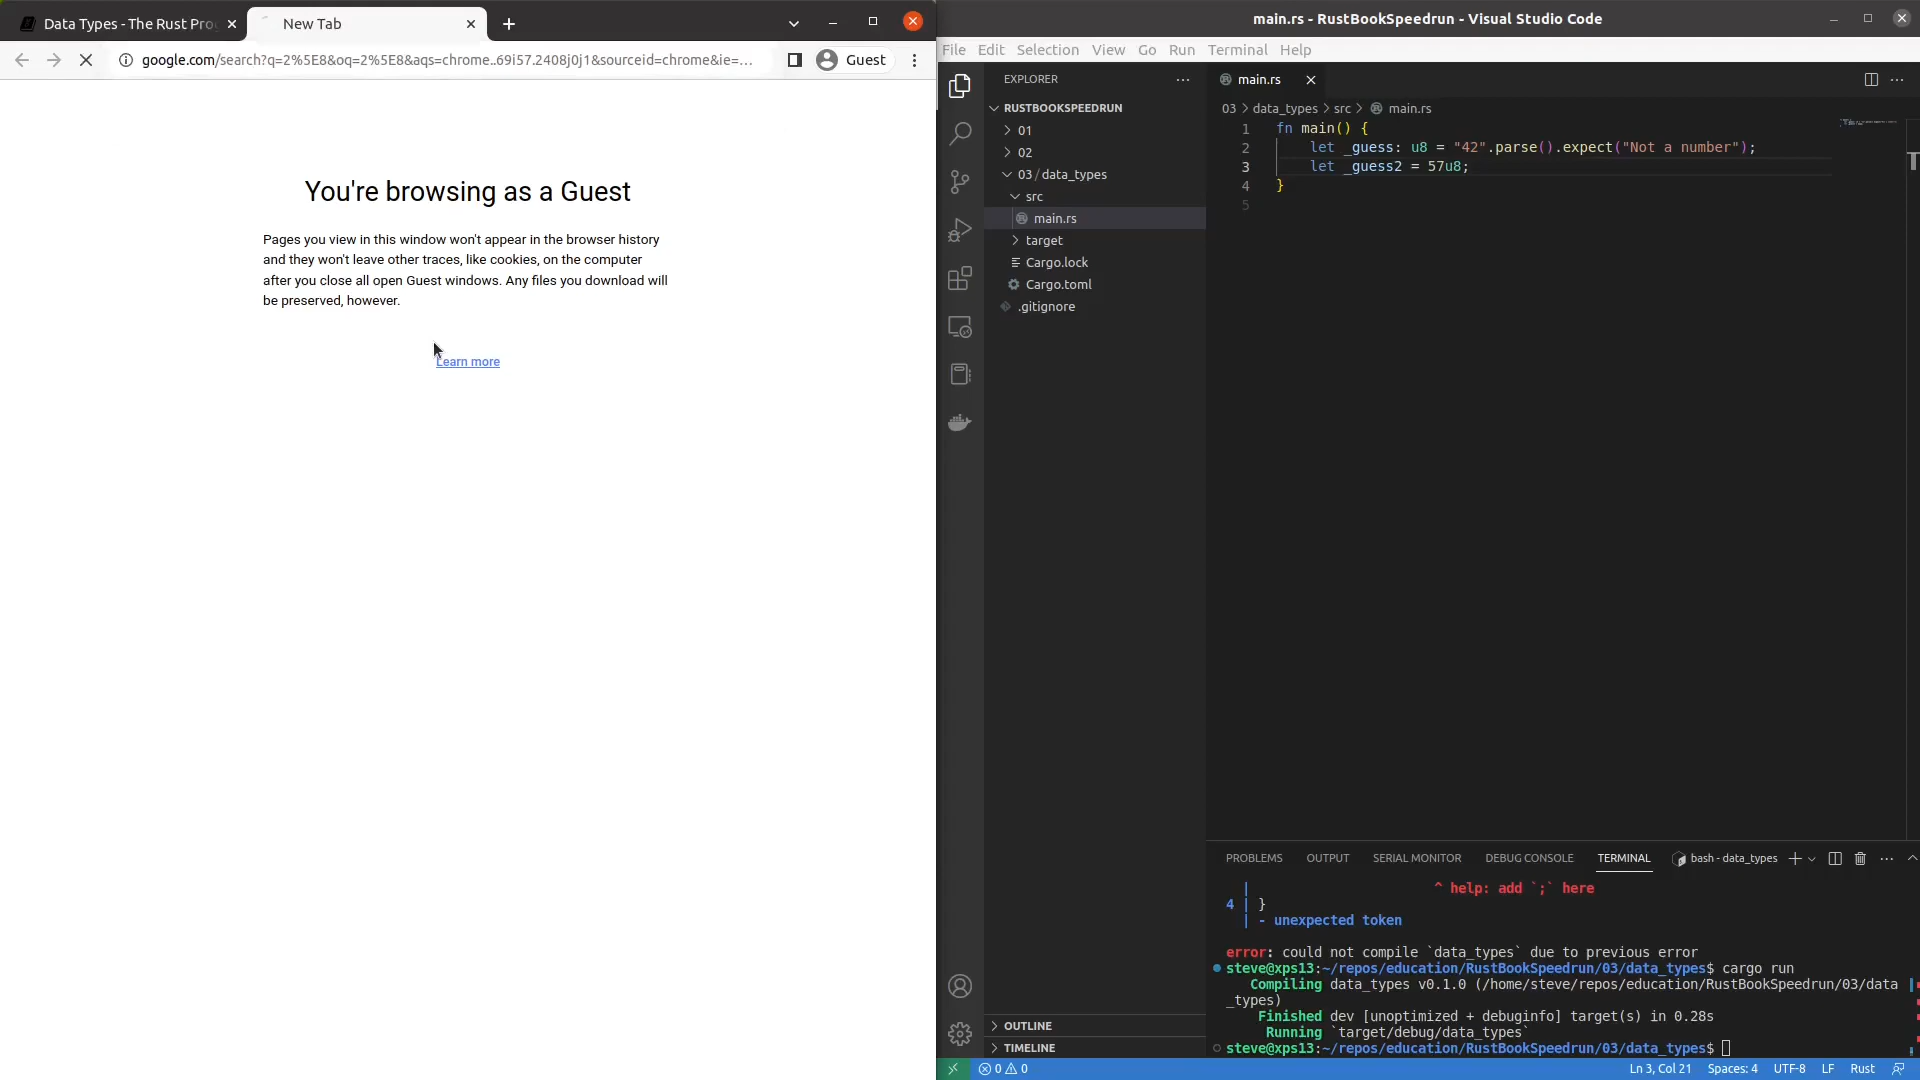 Data Types - The Rust Pro
New Tab
google.com/search?q=2%5E8&oq=2%5E8&aqs=chrome..69i57.2408j0j1&sourceid=chrome&ie=...
Guest
You're browsing as a Guest
Pages you view in this window won't appear in the browser history
and they won't leave other traces, like cookies, on the computer
after you close all open Guest windows. Any files you download will
be preserved, however.
Learn more
main.rs - RustBookSpeedrun - Visual Studio Code
File Edit Selection View Go Run Terminal Help
EXPLORER
RUSTBOOKSPEEDRUN
01
02
03 / data_types
src
main.rs
target
Cargo.lock
Cargo.toml
.gitignore
OUTLINE
TIMELINE
main.rs
03 > data_types > src > main.rs
1 fn main() {
2 let _guess: u8 = "42".parse().expect("Not a number");
3 let _guess2 = 57u8;
4 }
5
PROBLEMS OUTPUT SERIAL MONITOR DEBUG CONSOLE TERMINAL bash - data_types
| ^ help: add `;` here
4 | }
| - unexpected token
error: could not compile `data_types` due to previous error
steve@xps13:~/repos/education/RustBookSpeedrun/03/data_types$ cargo run
Compiling data_types v0.1.0 (/home/steve/repos/education/RustBookSpeedrun/03/data
_types)
Finished dev [unoptimized + debuginfo] target(s) in 0.28s
Running `target/debug/data_types`
steve@xps13:~/repos/education/RustBookSpeedrun/03/data_types$
0 0 Ln 3, Col 21 Spaces: 4 UTF-8 LF Rust